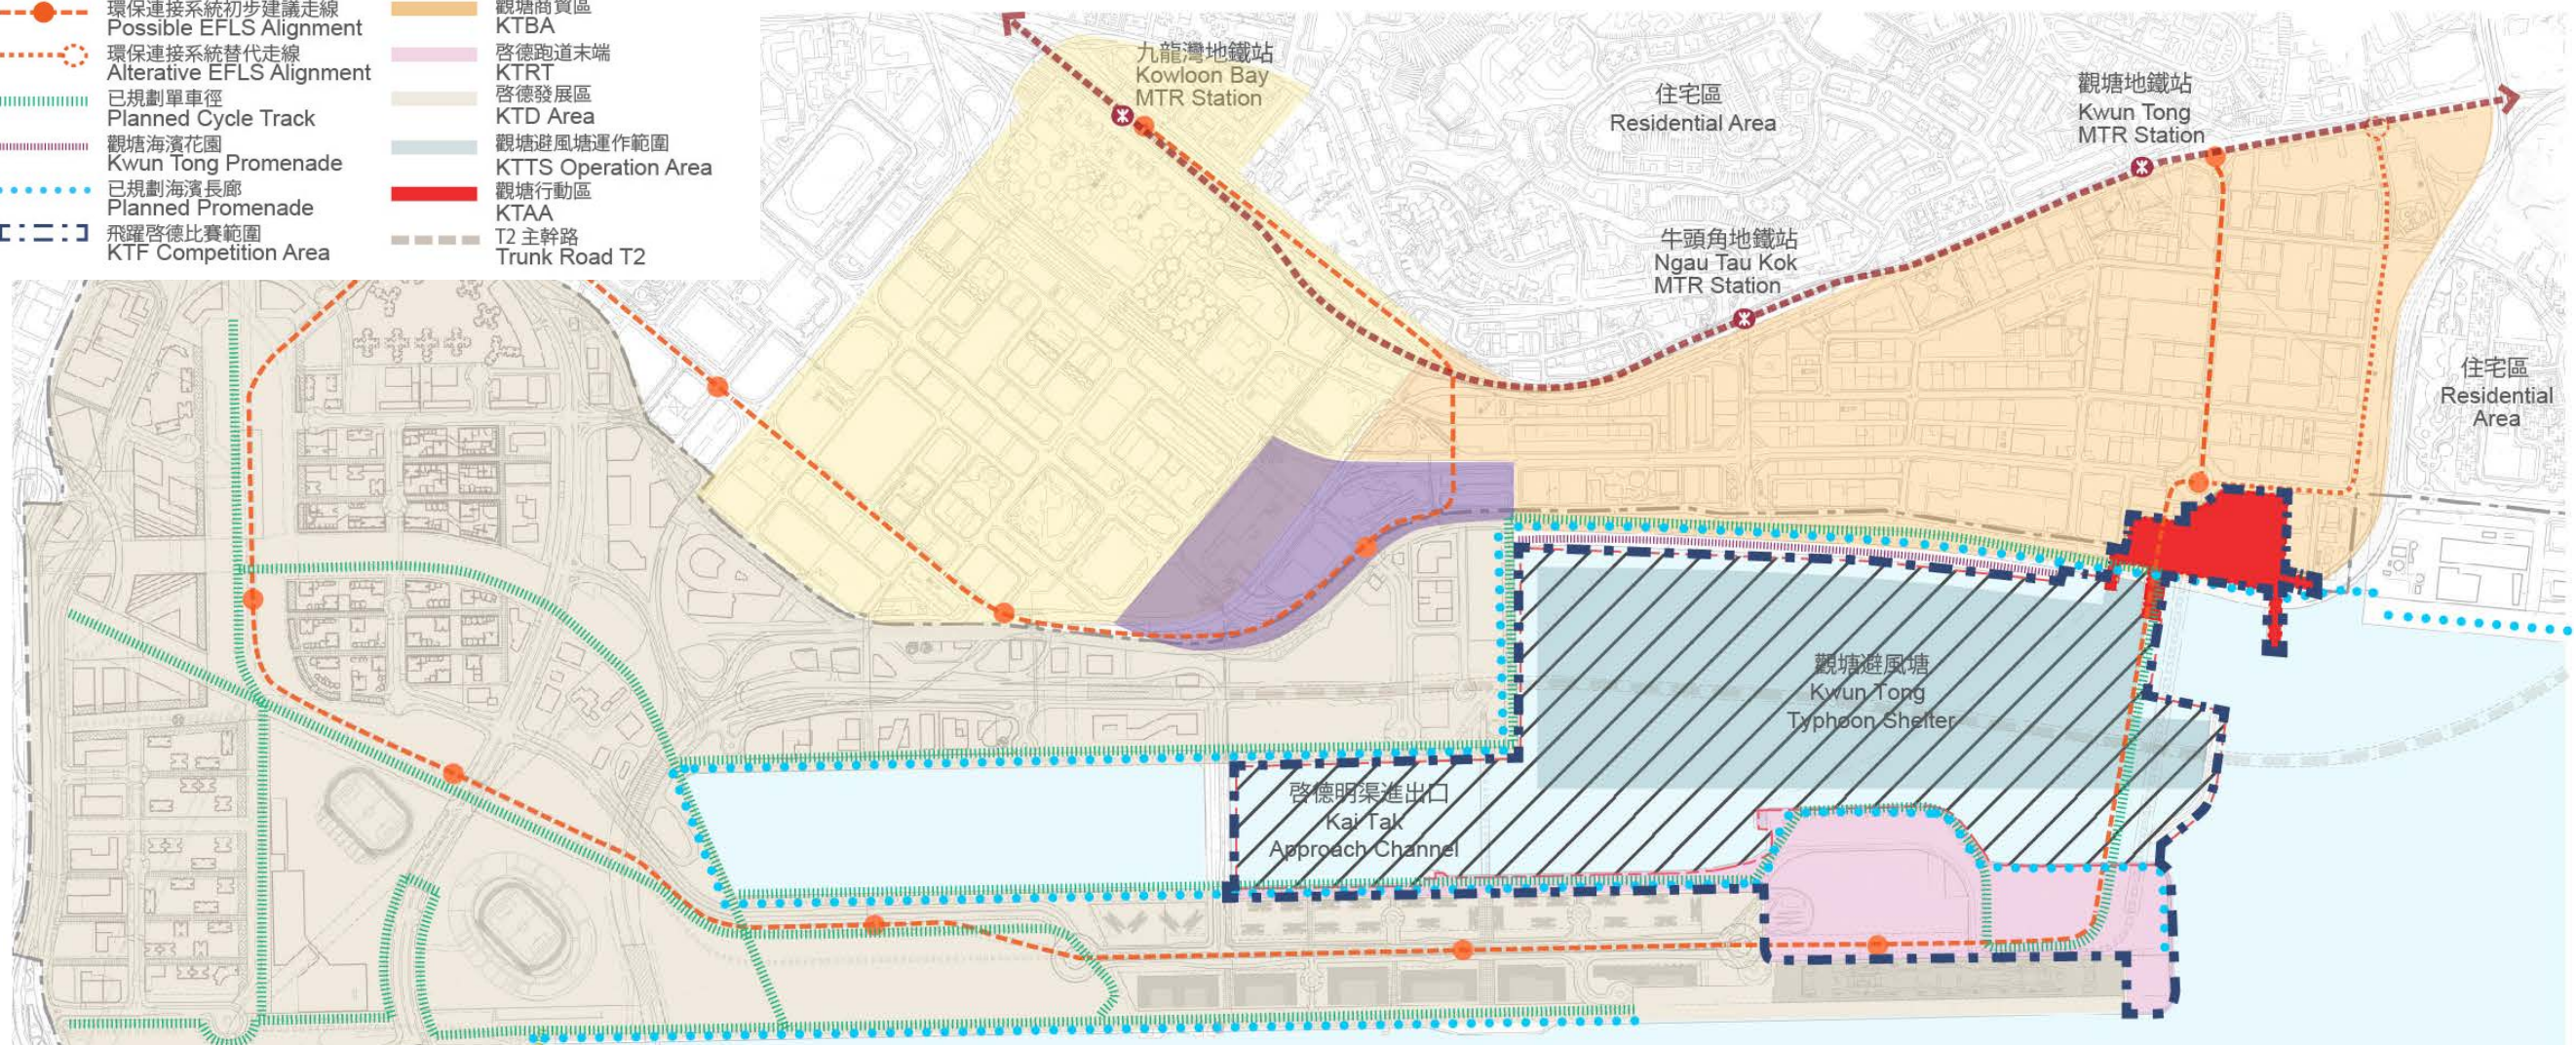 環保連接系統初步建議走線
Possible EFLS Alignment
環保連接系統替代走線
Alterative EFLS Alignment
已規劃單車徑
Planned Cycle Track
觀塘海濱花園
Kwun Tong Promenade
已規劃海濱長廊
Planned Promenade
飛躍啓德比賽範圍
KTF Competition Area
觀塘商貿區
KTBA
啓德跑道末端
KTRT
啓德發展區
KTD Area
觀塘避風塘運作範圍
KTTS Operation Area
觀塘行動區
KTAA
T2 主幹路
Trunk Road T2
九龍灣地鐵站
Kowloon Bay
MTR Station
住宅區
Residential Area
觀塘地鐵站
Kwun Tong
MTR Station
牛頭角地鐵站
Ngau Tau Kok
MTR Station
住宅區
Residential
Area
觀塘避風塘
Kwun Tong
Typhoon Shelter
啓德明渠進出口
Kai Tak
Approach Channel